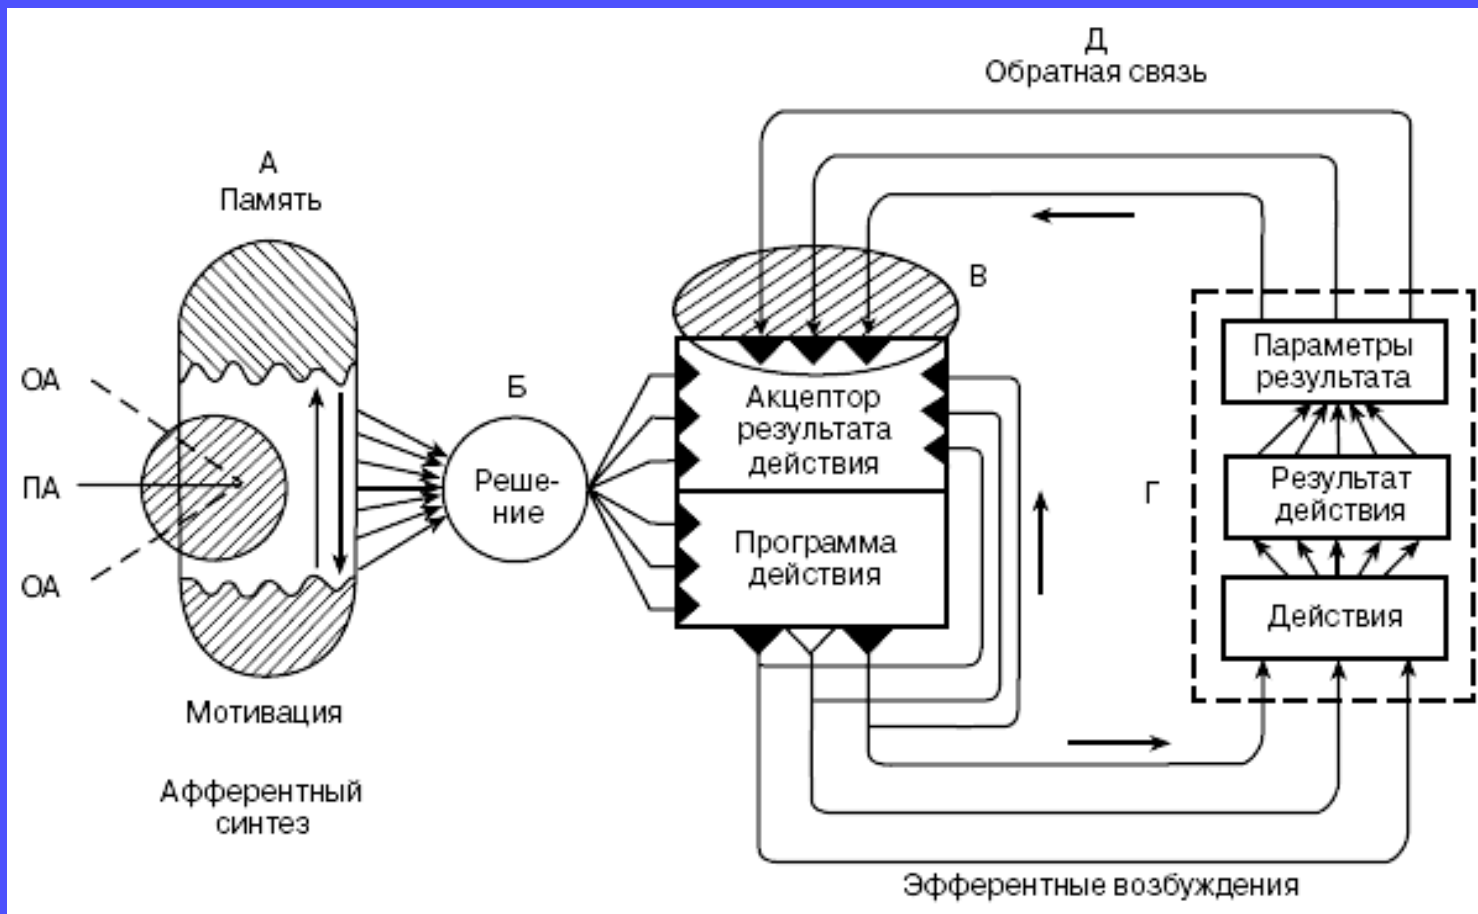 Д
Обратная связь
А
Память
В
ОА
ПА
ОА
Б
Реше-
ние
Акцептор
результата
действия
Программа
действия
Г
Параметры
результата
Результат
действия
Действия
Мотивация
Афферентный
синтез
Эфферентные возбуждения